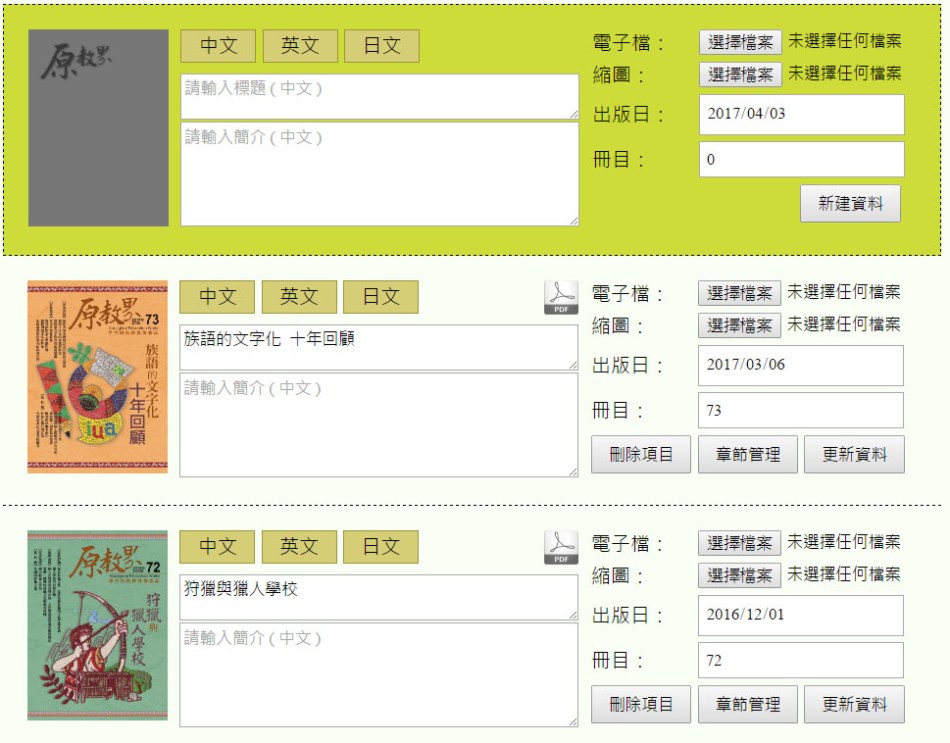 原教界
中文 英文 日文
請輸入標題 ( 中文 )
請輸入簡介 ( 中文 )
電子檔： 選擇檔案 未選擇任何檔案
縮圖： 選擇檔案 未選擇任何檔案
出版日： 2017/04/03
冊目： 0
新建資料
原教界 73
族語的文字化
十年回顧
iua
中文 英文 日文
PDF
族語的文字化 十年回顧
請輸入簡介 ( 中文 )
電子檔： 選擇檔案 未選擇任何檔案
縮圖： 選擇檔案 未選擇任何檔案
出版日： 2017/03/06
冊目： 73
刪除項目 章節管理 更新資料
原教界 72
狩獵與
獵人學校
中文 英文 日文
PDF
狩獵與獵人學校
請輸入簡介 ( 中文 )
電子檔： 選擇檔案 未選擇任何檔案
縮圖： 選擇檔案 未選擇任何檔案
出版日： 2016/12/01
冊目： 72
刪除項目 章節管理 更新資料